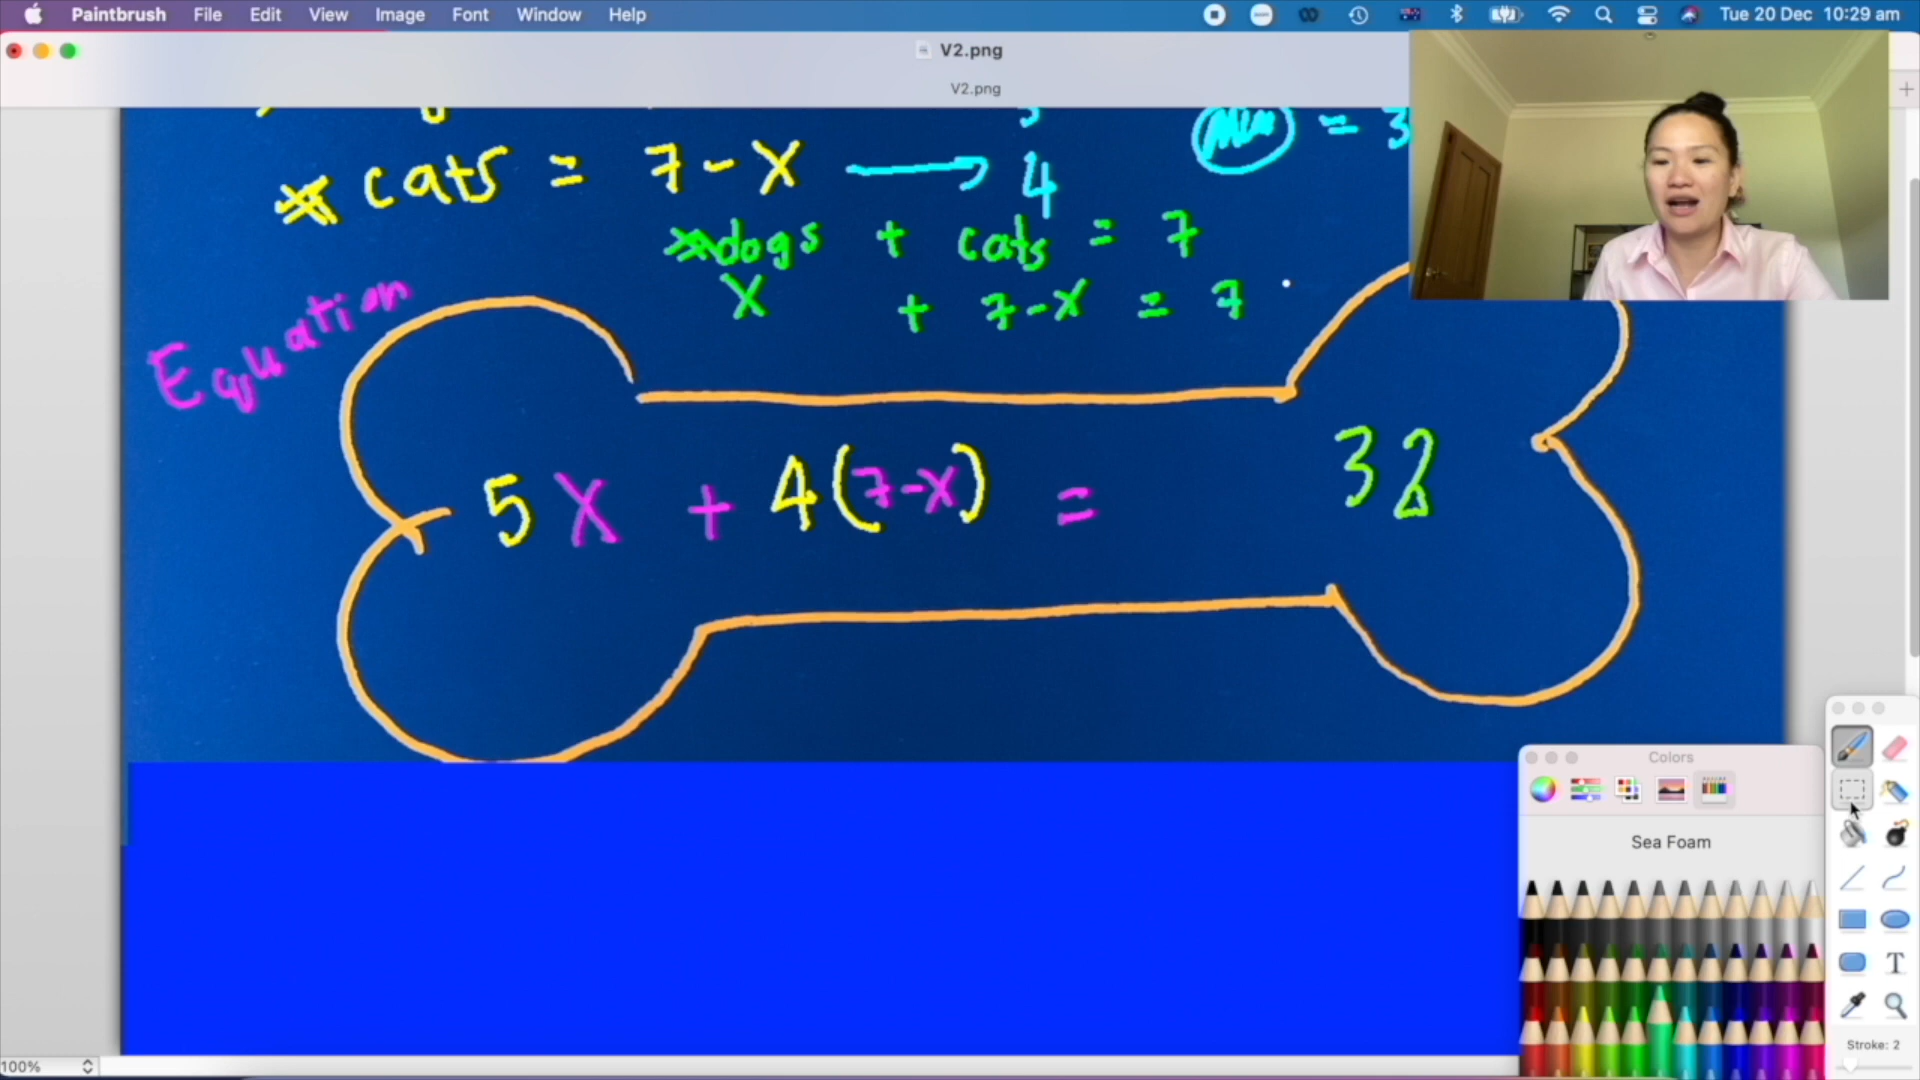 Paintbrush File Edit View Image Font Window Help Tue 20 Dec 10:29 am
V2.png
V2.png
cats = 7-X → 4
= 3
dogs + cats = 7
X + 7-X = 7
Equation
5X + 4(7-X) = 32
Colors
Sea Foam
Stroke: 2
100%